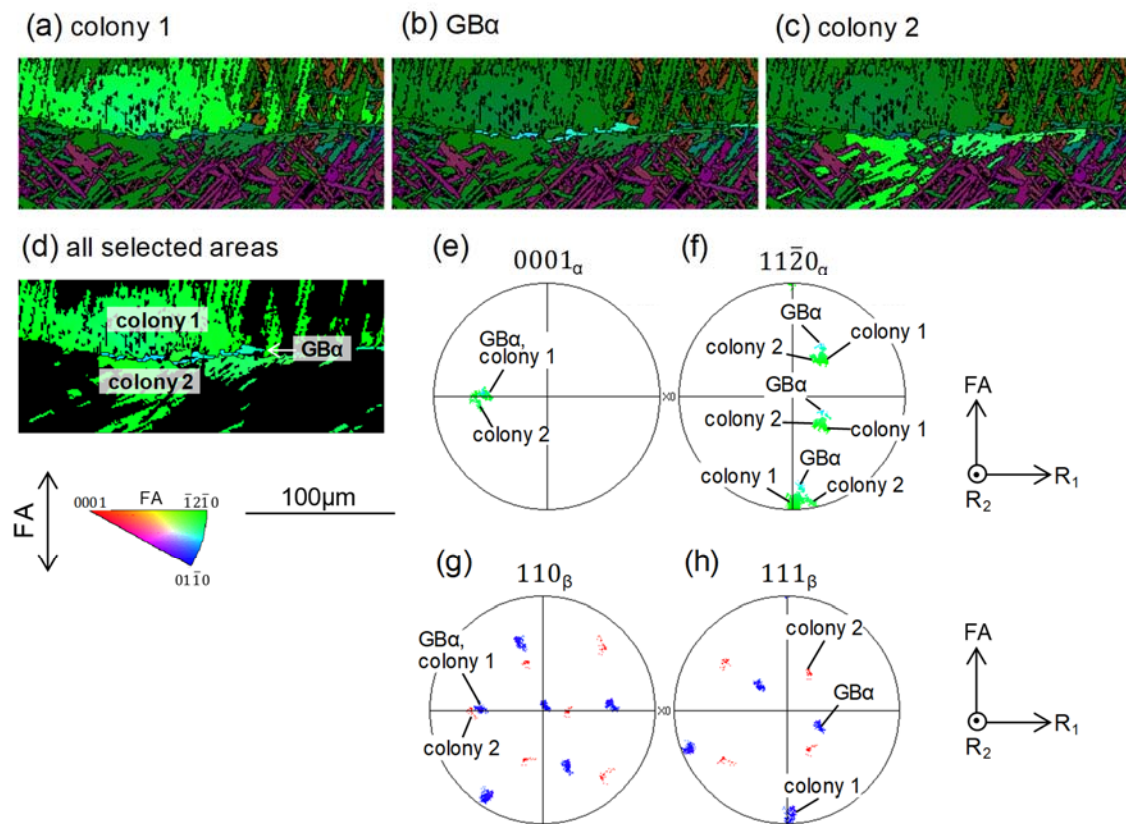 (a) colony 1
(b) GBα
(c) colony 2
(d) all selected areas
colony 1
GBα
colony 2
FA
0001
FA
1̅21̅0
011̅0
100μm
(e)
0001α
GBα,
colony 1
colony 2
X0
(f)
112̅0α
GBα
colony 1
colony 2
GBα
colony 2
colony 1
GBα
colony 1
colony 2
FA
R₁
R₂
(g)
110β
GBα,
colony 1
colony 2
X0
(h)
111β
colony 2
GBα
colony 1
FA
R₁
R₂